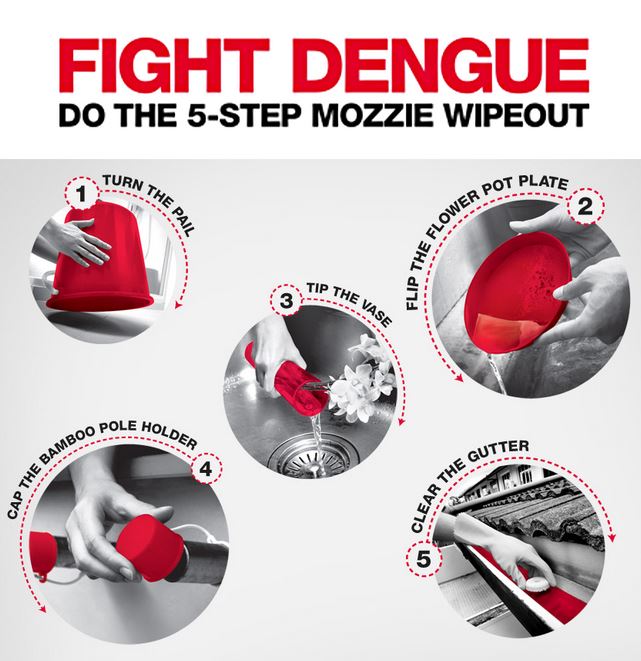 FIGHT DENGUE
DO THE 5-STEP MOZZIE WIPEOUT
1 TURN THE PAIL
FLIP THE FLOWER POT PLATE 2
3 TIP THE VASE
CAP THE BAMBOO POLE HOLDER 4
5 CLEAR THE GUTTER